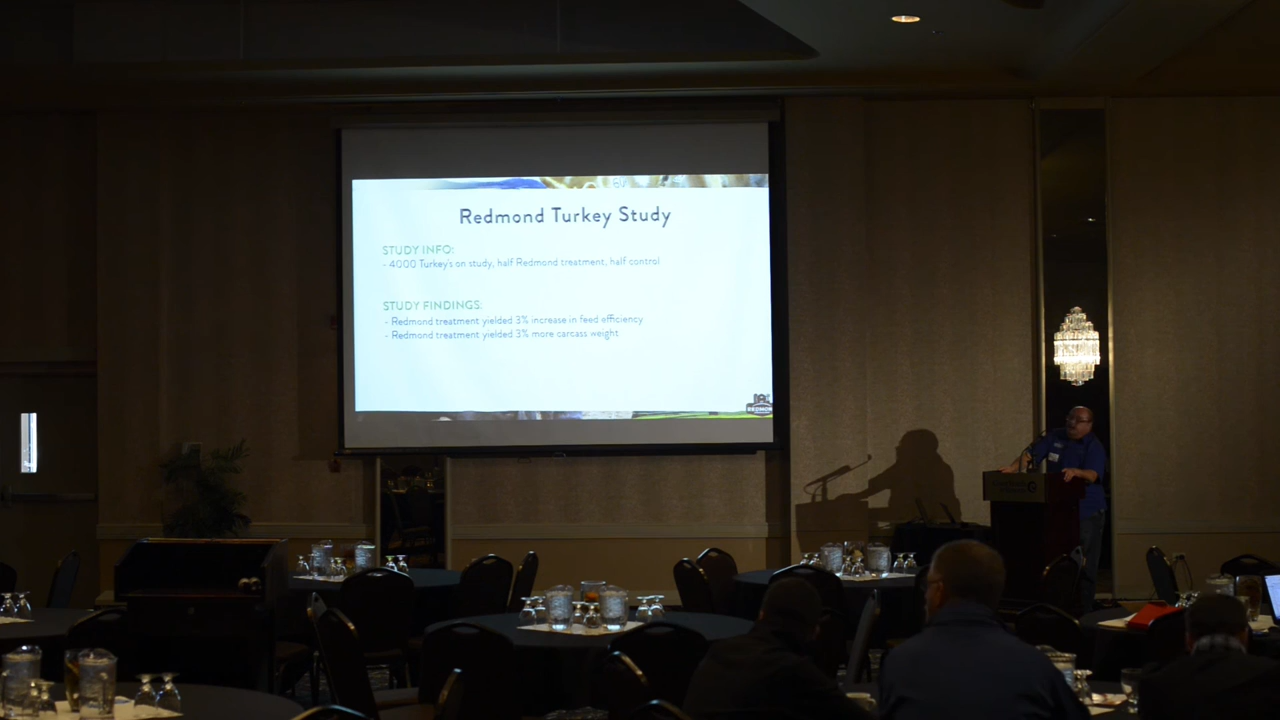 Redmond Turkey Study
STUDY INFO:
- 4000 Turkey's on study, half Redmond treatment, half control
STUDY FINDINGS:
- Redmond treatment yielded 3% increase in feed efficiency
- Redmond treatment yielded 3% more carcass weight
REDMOND